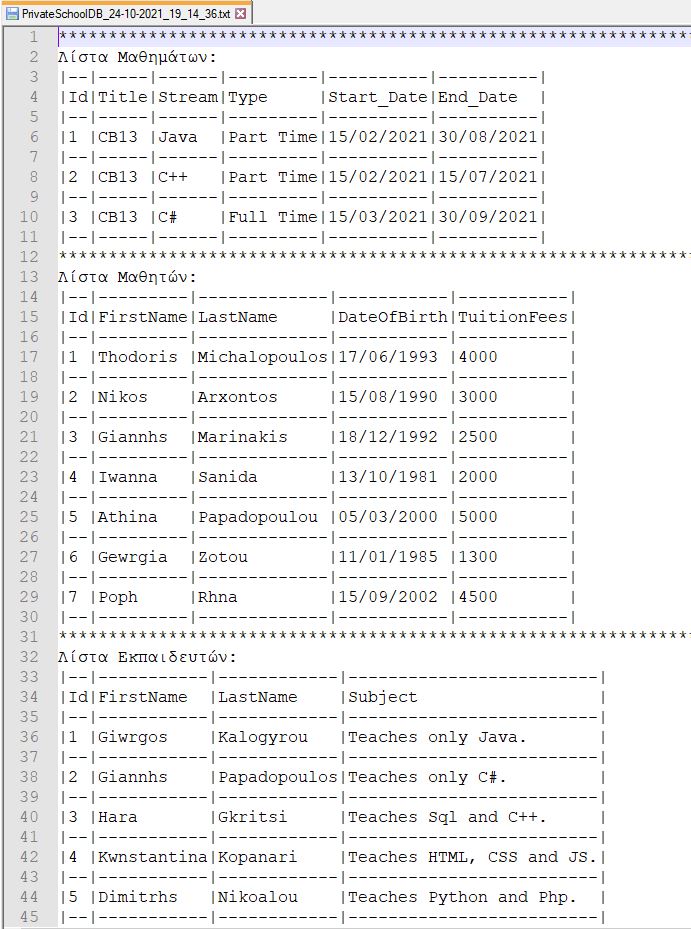 PrivateSchoolDB_24-10-2021_19_14_36.txt
1 ***************************************************************
2 Λίστα Μαθημάτων:
3 |--|-----|------|---------|----------|----------|
4 |Id|Title|Stream|Type     |Start_Date|End_Date  |
5 |--|-----|------|---------|----------|----------|
6 |1 |CB13 |Java  |Part Time|15/02/2021|30/08/2021|
7 |--|-----|------|---------|----------|----------|
8 |2 |CB13 |C++   |Part Time|15/02/2021|15/07/2021|
9 |--|-----|------|---------|----------|----------|
10 |3 |CB13 |C#    |Full Time|15/03/2021|30/09/2021|
11 |--|-----|------|---------|----------|----------|
12 ***************************************************************
13 Λίστα Μαθητών:
14 |--|---------|-------------|-----------|-----------|
15 |Id|FirstName|LastName     |DateOfBirth|TuitionFees|
16 |--|---------|-------------|-----------|-----------|
17 |1 |Thodoris |Michalopoulos|17/06/1993 |4000       |
18 |--|---------|-------------|-----------|-----------|
19 |2 |Nikos    |Arxontos     |15/08/1990 |3000       |
20 |--|---------|-------------|-----------|-----------|
21 |3 |Giannhs  |Marinakis    |18/12/1992 |2500       |
22 |--|---------|-------------|-----------|-----------|
23 |4 |Iwanna   |Sanida       |13/10/1981 |2000       |
24 |--|---------|-------------|-----------|-----------|
25 |5 |Athina   |Papadopoulou |05/03/2000 |5000       |
26 |--|---------|-------------|-----------|-----------|
27 |6 |Gewrgia  |Zotou        |11/01/1985 |1300       |
28 |--|---------|-------------|-----------|-----------|
29 |7 |Poph     |Rhna         |15/09/2002 |4500       |
30 |--|---------|-------------|-----------|-----------|
31 ***************************************************************
32 Λίστα Εκπαιδευτών:
33 |--|-----------|------------|-------------------------|
34 |Id|FirstName  |LastName    |Subject                  |
35 |--|-----------|------------|-------------------------|
36 |1 |Giwrgos    |Kalogyrou   |Teaches only Java.       |
37 |--|-----------|------------|-------------------------|
38 |2 |Giannhs    |Papadopoulos|Teaches only C#.         |
39 |--|-----------|------------|-------------------------|
40 |3 |Hara       |Gkritsi     |Teaches Sql and C++.     |
41 |--|-----------|------------|-------------------------|
42 |4 |Kwnstantina|Kopanari    |Teaches HTML, CSS and JS.|
43 |--|-----------|------------|-------------------------|
44 |5 |Dimitrhs   |Nikoalou    |Teaches Python and Php.  |
45 |--|-----------|------------|-------------------------|